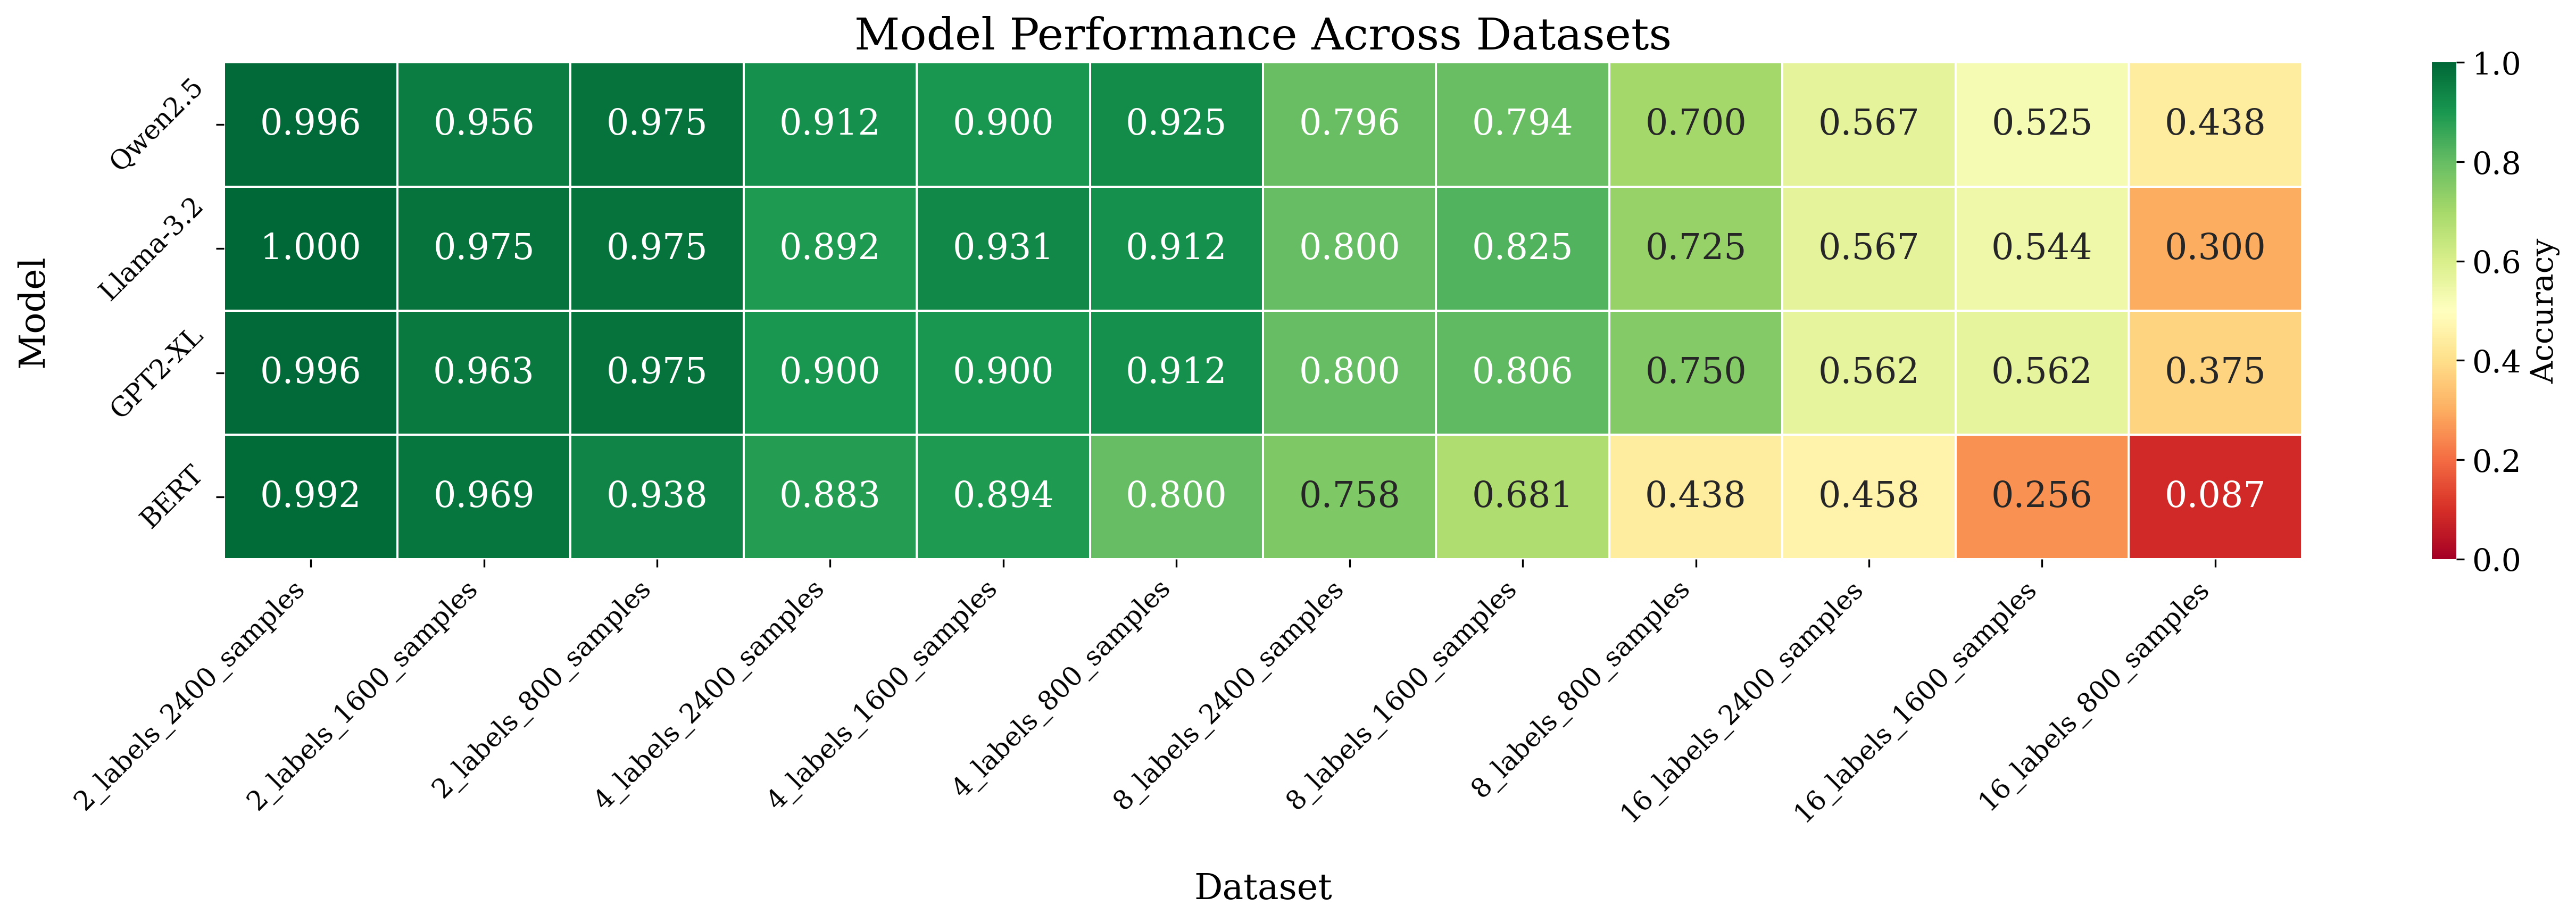 Model Performance Across Datasets
Model
Qwen2.5 0.996 0.956 0.975 0.912 0.900 0.925 0.796 0.794 0.700 0.567 0.525 0.438
Llama-3.2 1.000 0.975 0.975 0.892 0.931 0.912 0.800 0.825 0.725 0.567 0.544 0.300
GPT2-XL 0.996 0.963 0.975 0.900 0.900 0.912 0.800 0.806 0.750 0.562 0.562 0.375
BERT 0.992 0.969 0.938 0.883 0.894 0.800 0.758 0.681 0.438 0.458 0.256 0.087
2_labels_2400_samples
2_labels_1600_samples
2_labels_800_samples
4_labels_2400_samples
4_labels_1600_samples
4_labels_800_samples
8_labels_2400_samples
8_labels_1600_samples
8_labels_800_samples
16_labels_2400_samples
16_labels_1600_samples
16_labels_800_samples
Dataset
1.0
0.8
0.6
0.4
0.2
0.0
Accuracy